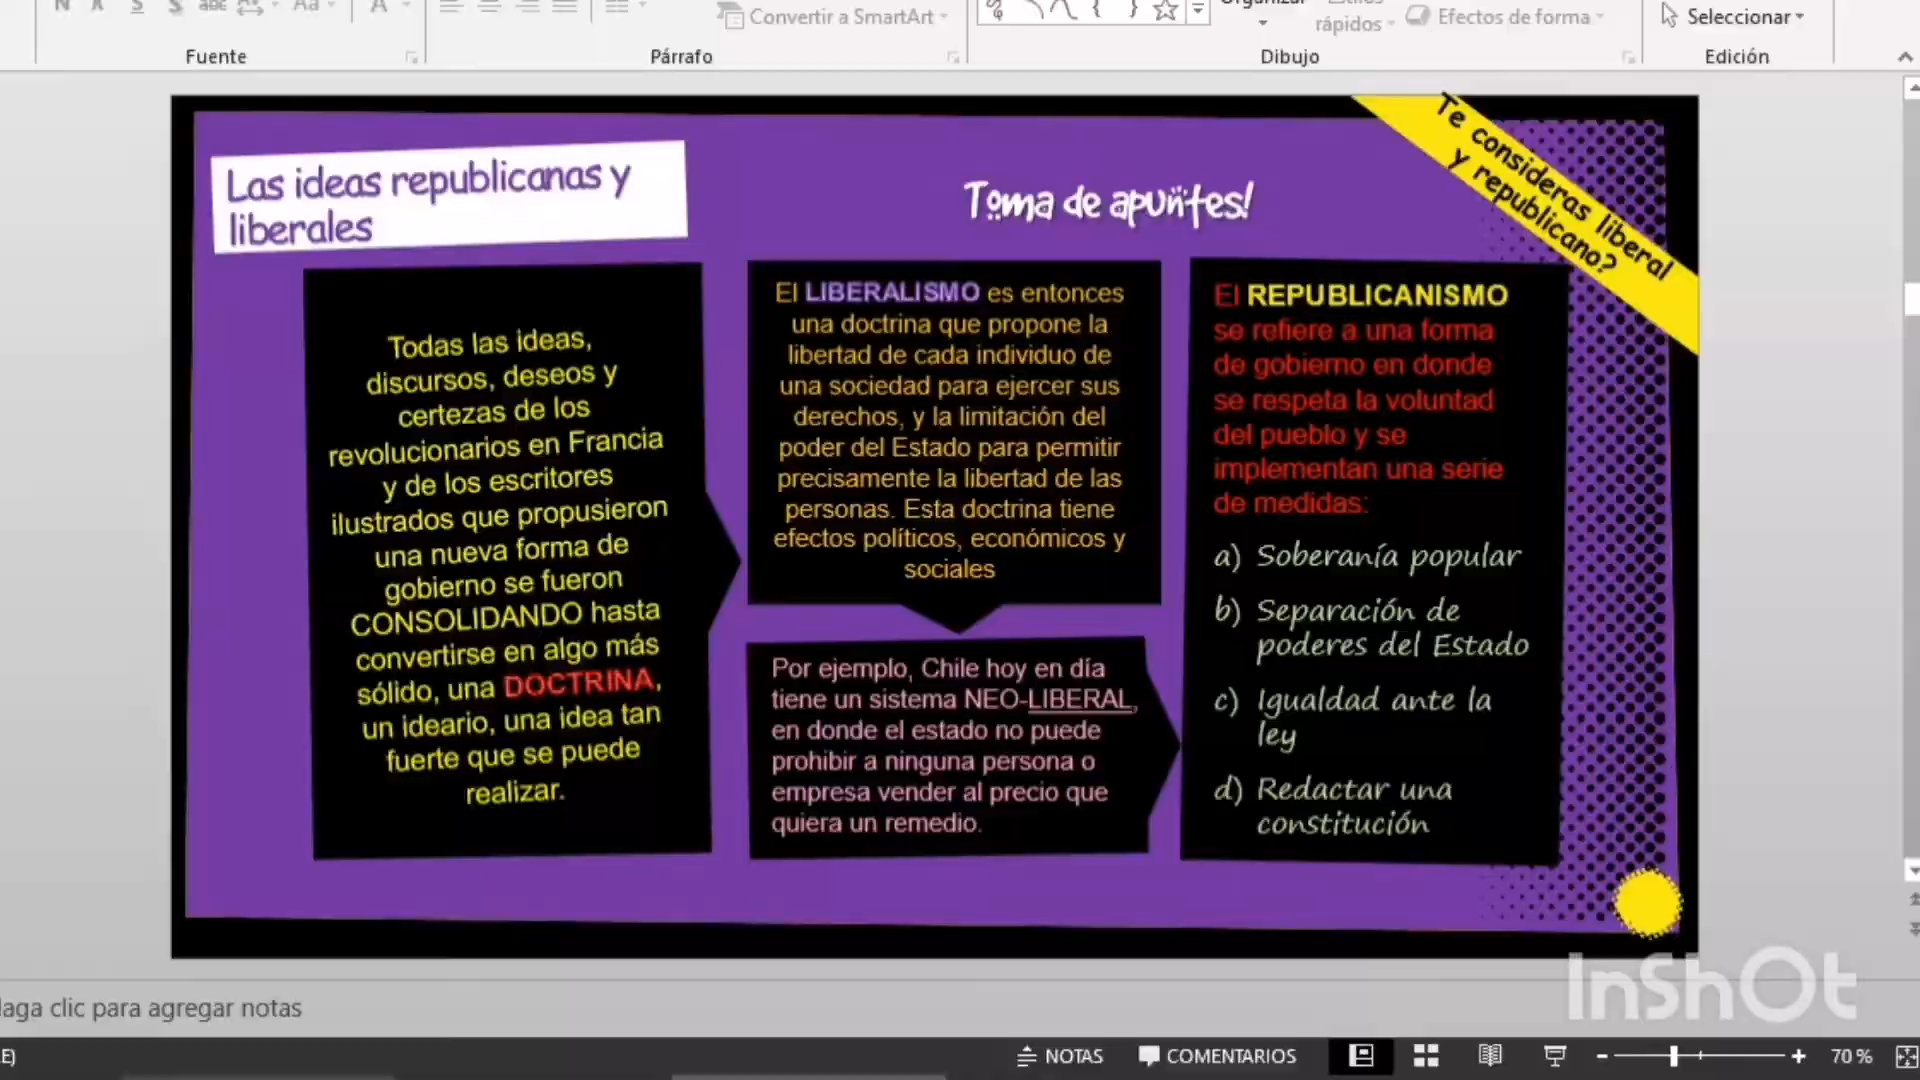 N
S
S
abc
AV
Aa
A
Convertir a SmartArt
Organizar
Estilos
rápidos
Efectos de forma
Seleccionar
Fuente
Párrafo
Dibujo
Edición
Las ideas republicanas y
liberales
Toma de apuntes!
Te consideras liberal
y republicano?
Todas las ideas,
discursos, deseos y
certezas de los
revolucionarios en Francia
y de los escritores
ilustrados que propusieron
una nueva forma de
gobierno se fueron
CONSOLIDANDO hasta
convertirse en algo más
sólido, una DOCTRINA,
un ideario, una idea tan
fuerte que se puede
realizar.
El LIBERALISMO es entonces
una doctrina que propone la
libertad de cada individuo de
una sociedad para ejercer sus
derechos, y la limitación del
poder del Estado para permitir
precisamente la libertad de las
personas. Esta doctrina tiene
efectos políticos, económicos y
sociales
Por ejemplo, Chile hoy en día
tiene un sistema NEO-LIBERAL,
en donde el estado no puede
prohibir a ninguna persona o
empresa vender al precio que
quiera un remedio.
El REPUBLICANISMO
se refiere a una forma
de gobierno en donde
se respeta la voluntad
del pueblo y se
implementan una serie
de medidas:
a) Soberanía popular
b) Separación de
poderes del Estado
c) Igualdad ante la
ley
d) Redactar una
constitución
InShOt
aga clic para agregar notas
E)
NOTAS
COMENTARIOS
70 %